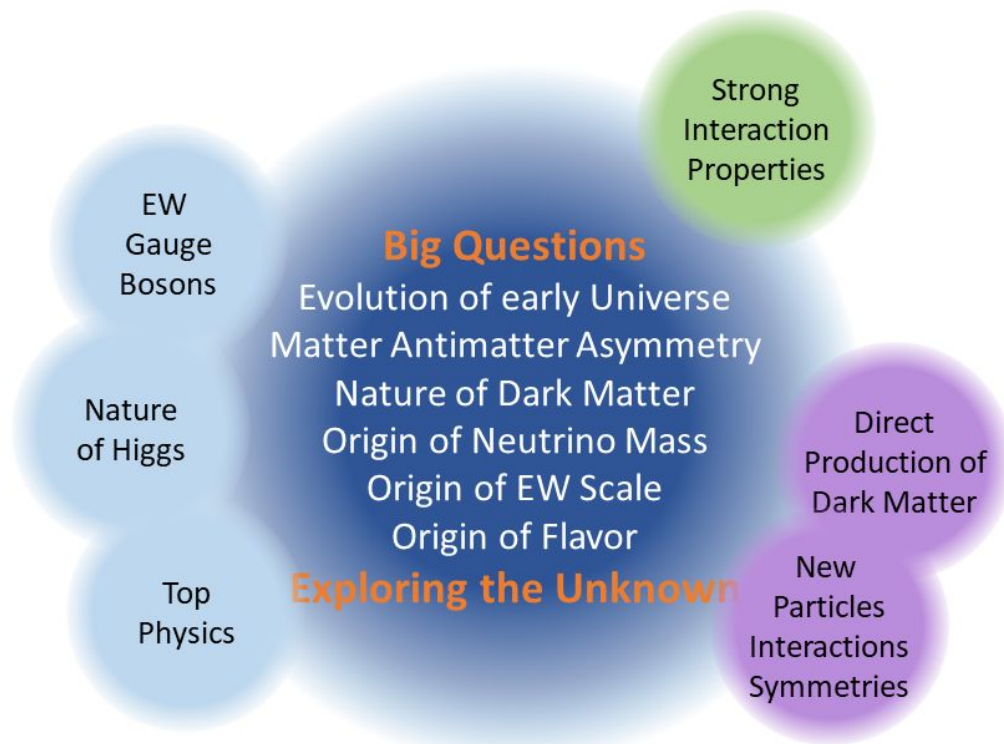 Strong
Interaction
Properties
EW
Gauge
Bosons
Big Questions
Evolution of early Universe
Matter Antimatter Asymmetry
Nature of Dark Matter
Origin of Neutrino Mass
Origin of EW Scale
Origin of Flavor
Exploring the Unknown
Nature
of Higgs
Top
Physics
Direct
Production of
Dark Matter
New
Particles
Interactions
Symmetries